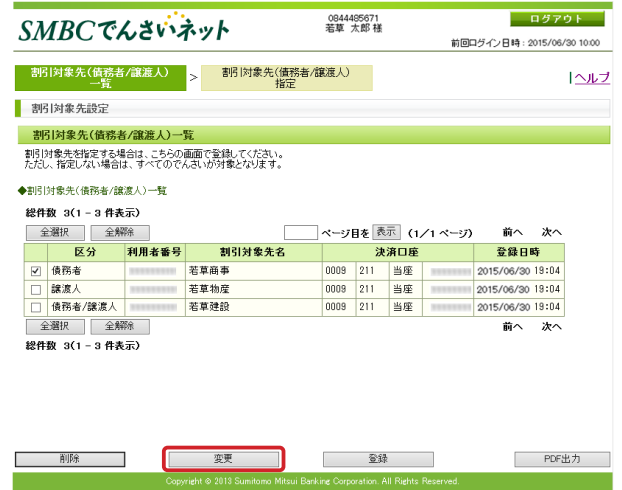 SMBCでんさいネット
0844485671
若草 太郎 様
ログアウト
前回ログイン日時：2015/06/30 10:00
割引対象先(債務者/譲渡人)
一覧
>
割引対象先(債務者/譲渡人)
指定
|ヘルプ
割引対象先設定
割引対象先(債務者/譲渡人)一覧
割引対象先を指定する場合は、こちらの画面で登録してください。
ただし、指定しない場合は、すべてのでんさいが対象となります。
◆割引対象先(債務者/譲渡人)一覧
総件数 3(1－3 件表示)
全選択 全解除 ページ目を 表示 (1／1 ページ) 前へ 次へ
区分 利用者番号 割引対象先名 決済口座 登録日時
債務者 若草商事 0009 211 当座 2015/06/30 19:04
譲渡人 若草物産 0009 211 当座 2015/06/30 19:04
債務者/譲渡人 若草建設 0009 211 当座 2015/06/30 19:04
全選択 全解除 前へ 次へ
総件数 3(1－3 件表示)
削除 変更 登録 PDF出力
Copyright © 2013 Sumitomo Mitsui Banking Corporation. All Rights Reserved.